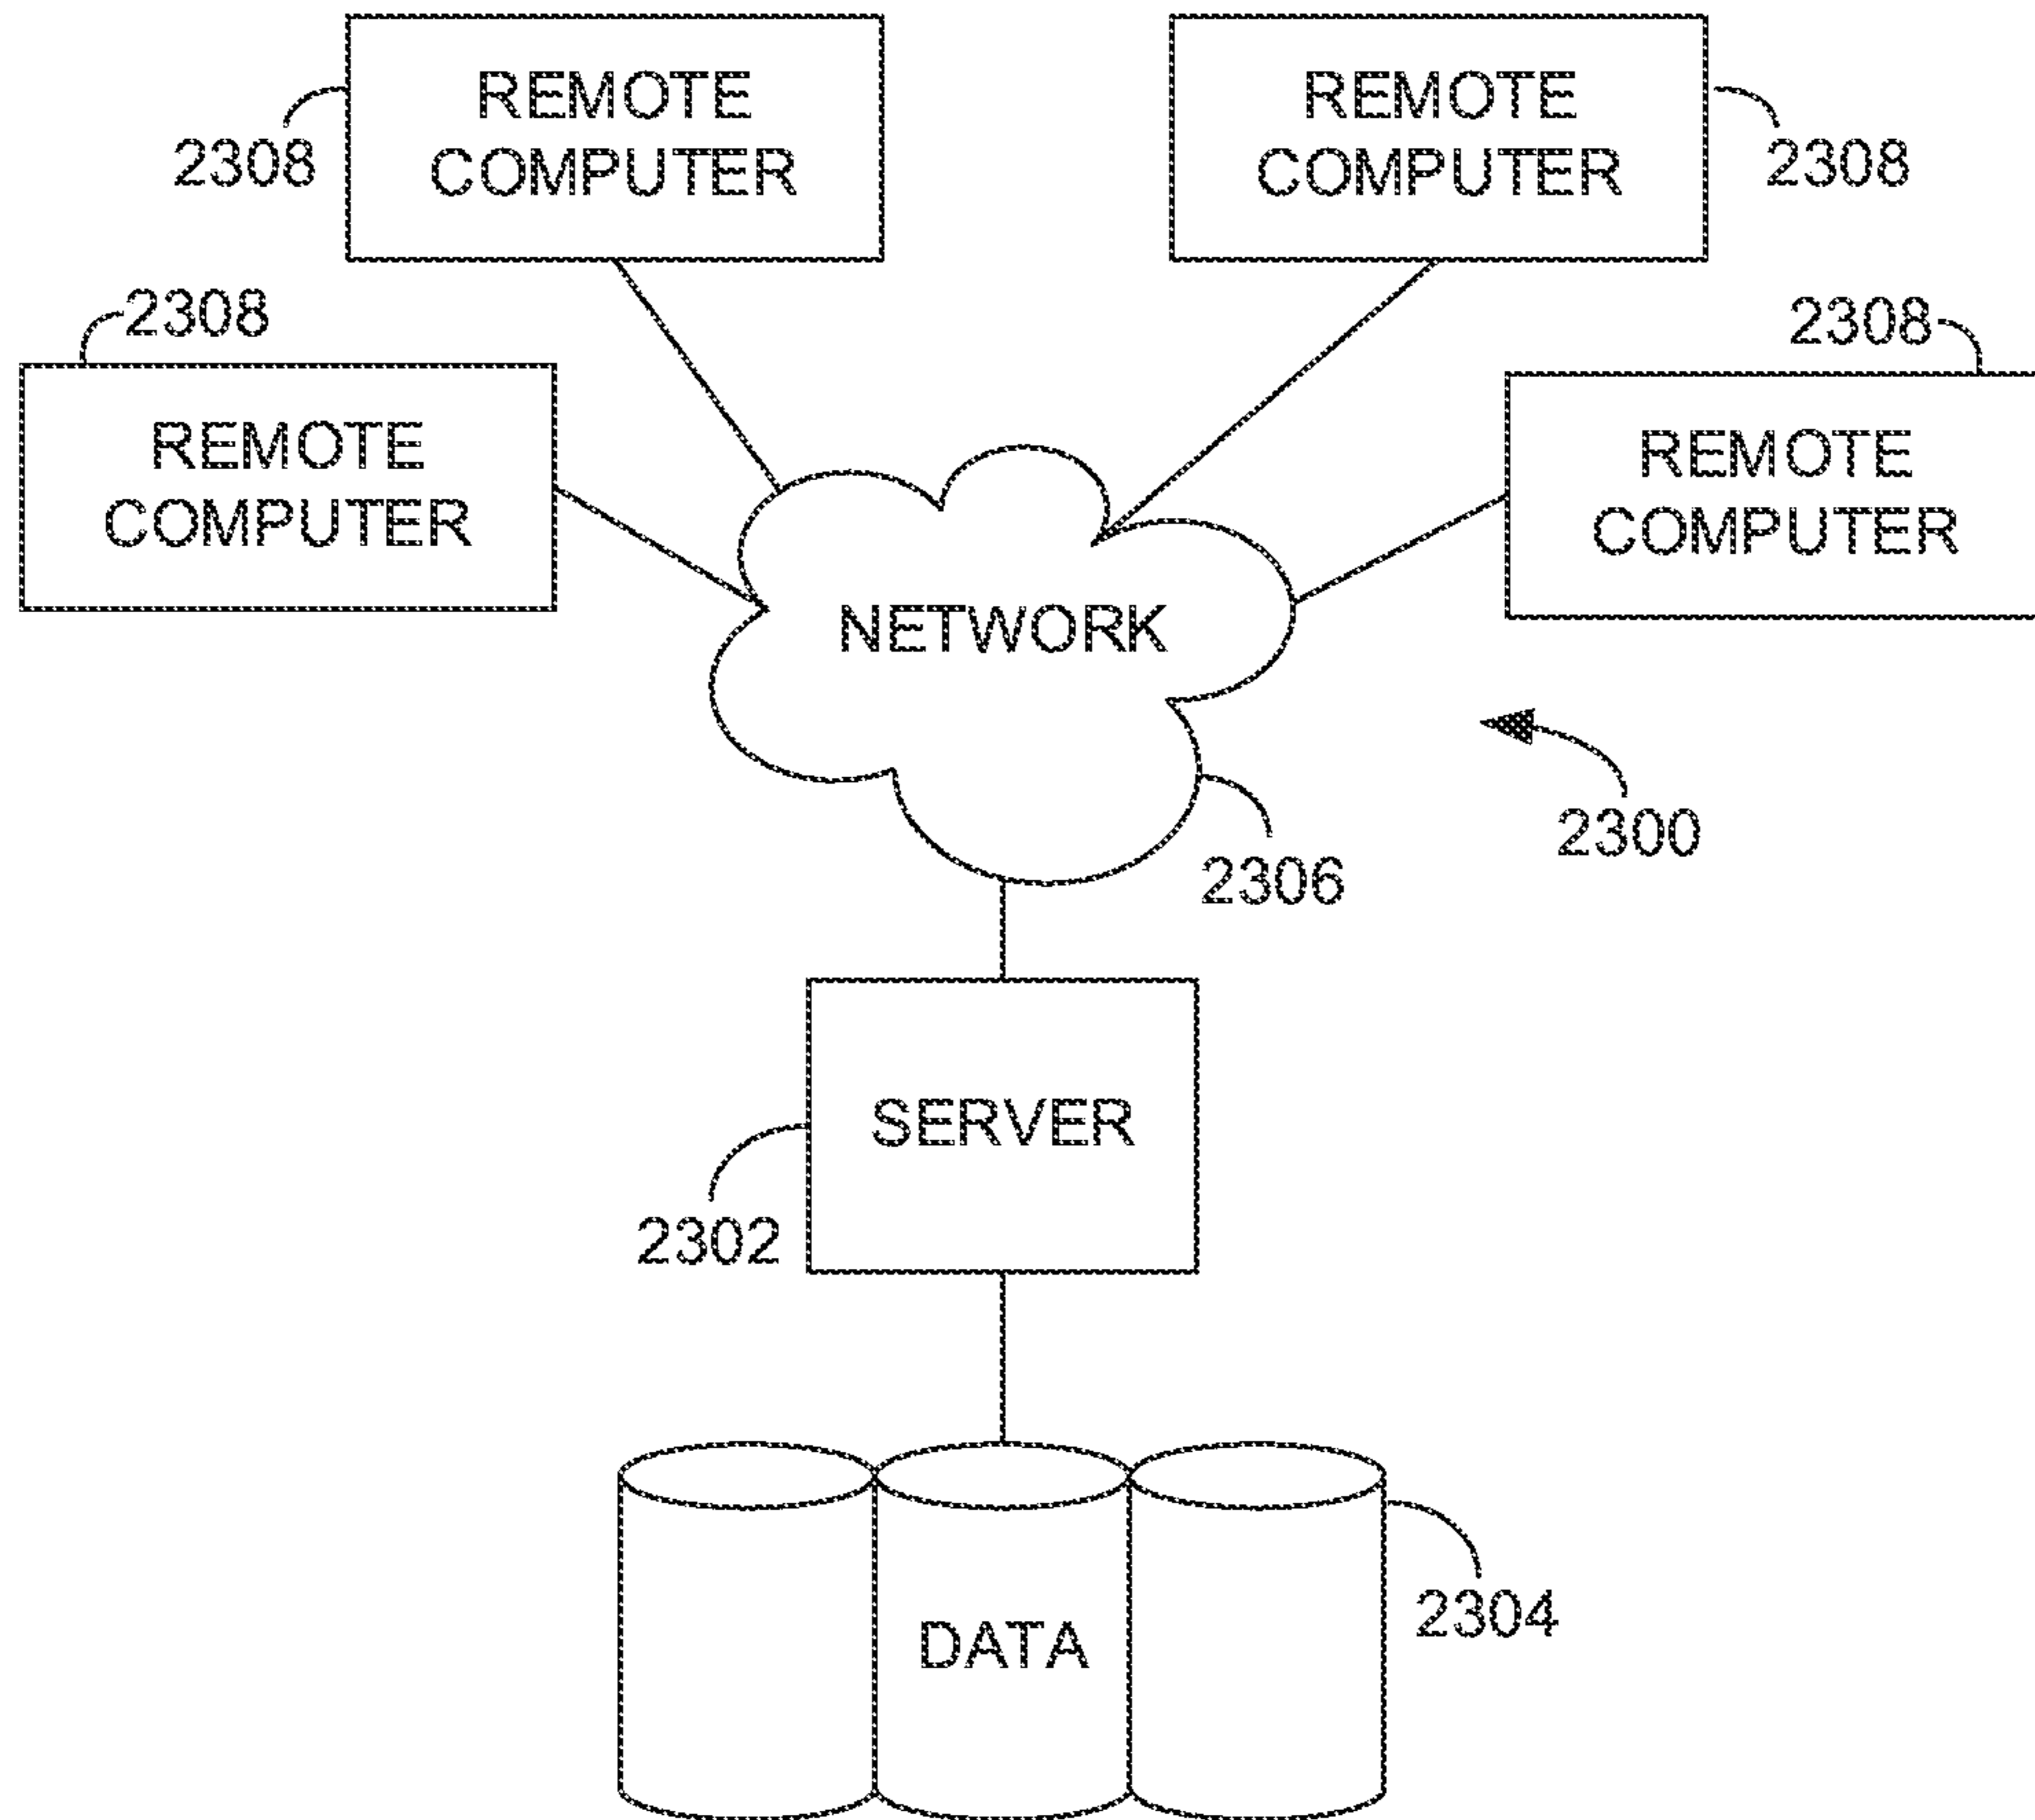 REMOTE
COMPUTER
2308
REMOTE
COMPUTER
2308
2308
REMOTE
COMPUTER
2308
REMOTE
COMPUTER
NETWORK
2300
2306
SERVER
2302
DATA
2304